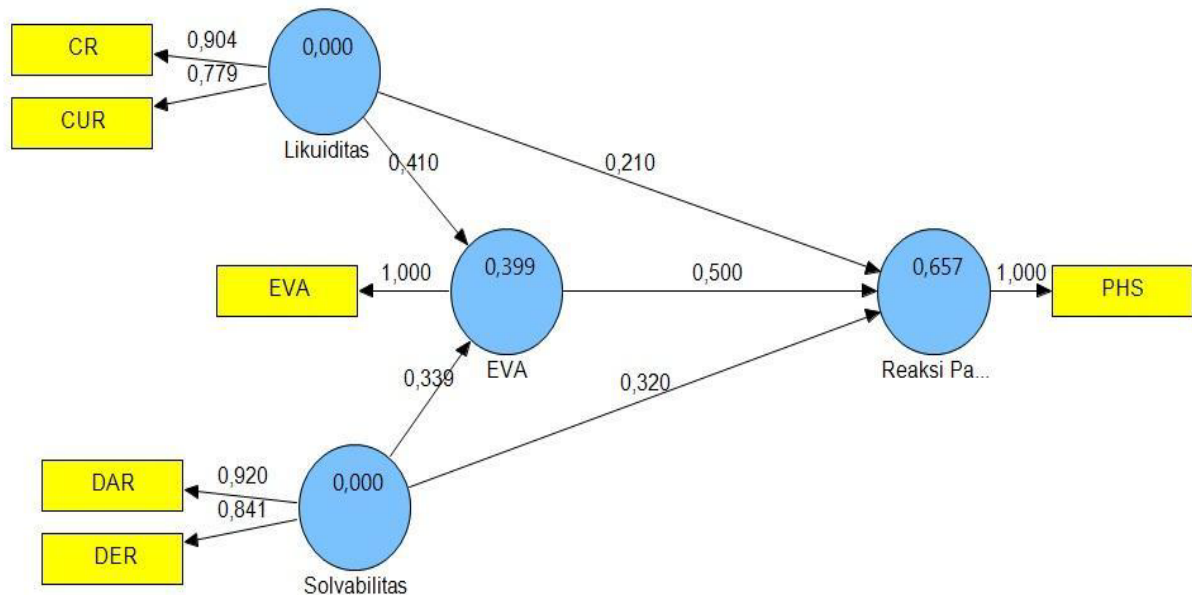 CR
0,904
0,779
CUR
0,000
Likuiditas
0,410
0,210
EVA
1,000
0,399
EVA
0,500
0,657
Reaksi Pa...
1,000
PHS
0,339
0,320
DAR
0,920
0,841
DER
0,000
Solvabilitas